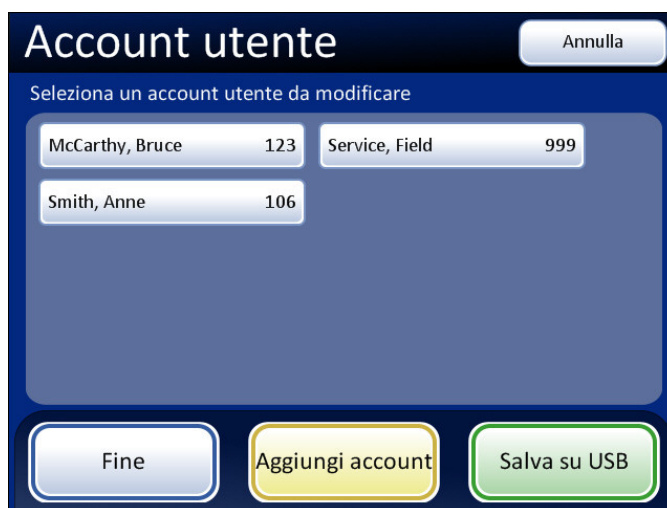 Account utente
Annulla
Seleziona un account utente da modificare
McCarthy, Bruce 123
Service, Field 999
Smith, Anne 106
Fine
Aggiungi account
Salva su USB